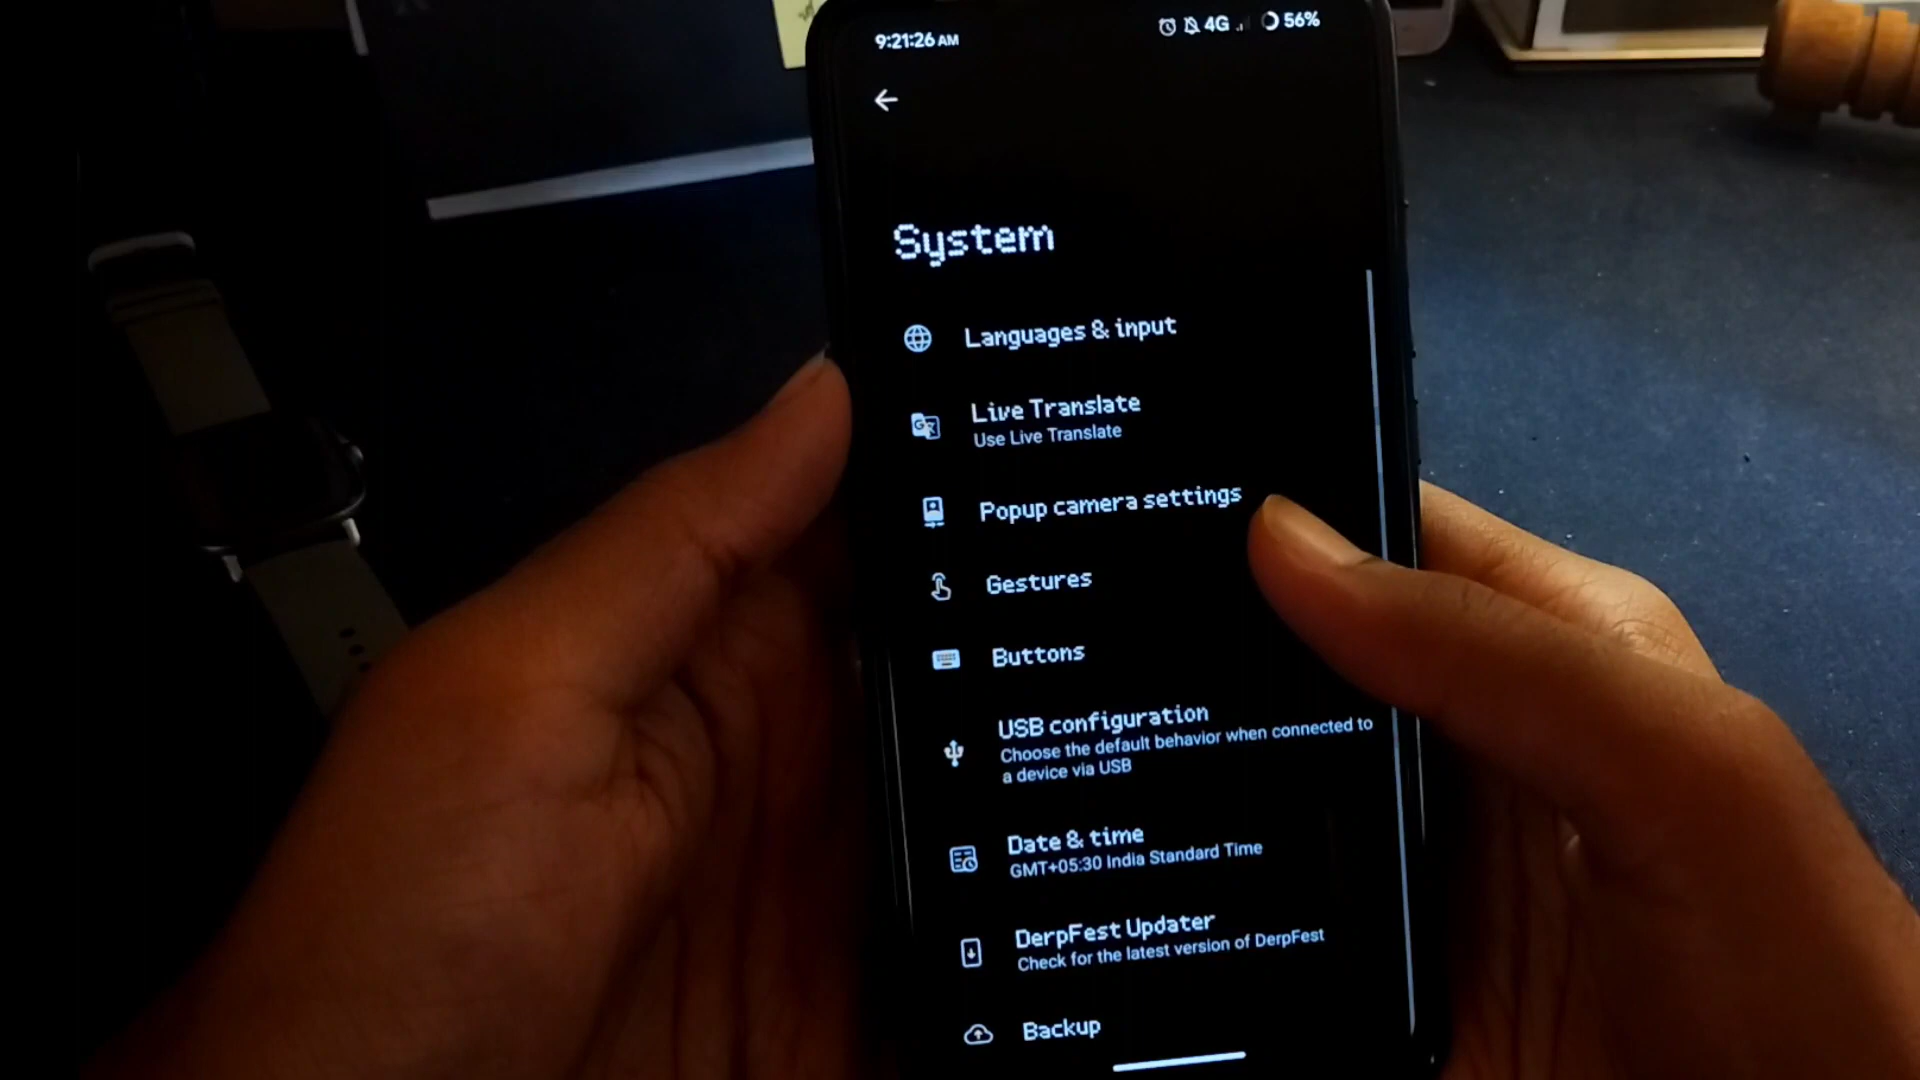 9:21:26 AM
4G
56%
System
Languages & input
Live Translate
Use Live Translate
Popup camera settings
Gestures
Buttons
USB configuration
Choose the default behavior when connected to
a device via USB
Date & time
GMT+05:30 India Standard Time
DerpFest Updater
Check for the latest version of DerpFest
Backup